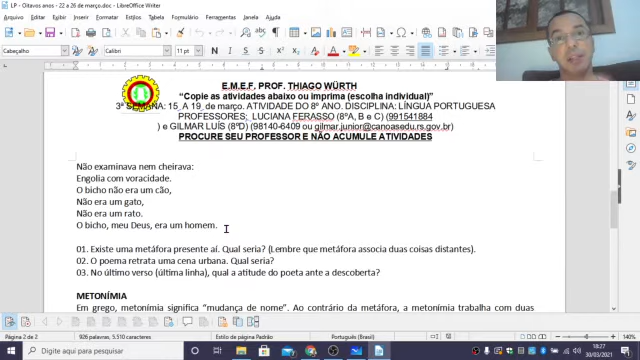 LP - Oitavos anos - 22 a 26 de março.doc - LibreOffice Writer
Arquivo Editar Exibir Inserir Formatar Estilos Tabela Formulário Ferramentas Janela Ajuda
Cabeçalho Calibri 11 pt
E.M.E.F. PROF. THIAGO WÜRTH
“Copie as atividades abaixo ou imprima (escolha individual)
3ª SEMANA: 15 A 19 de março. ATIVIDADE DO 8º ANO. DISCIPLINA: LÍNGUA PORTUGUESA
PROFESSORES: LUCIANA FERASSO (8ºA, B e C) (991541884
) e GILMAR LUÍS (8ºD) (98140-6409 ou gilmar.junior@canoasedu.rs.gov.br)
PROCURE SEU PROFESSOR E NÃO ACUMULE ATIVIDADES
Não examinava nem cheirava:
Engolia com voracidade.
O bicho não era um cão,
Não era um gato,
Não era um rato.
O bicho, meu Deus, era um homem.
01. Existe uma metáfora presente aí. Qual seria? (Lembre que metáfora associa duas coisas distantes).
02. O poema retrata uma cena urbana. Qual seria?
03. No último verso (última linha), qual a atitude do poeta ante a descoberta?
METONÍMIA
Em grego, metonímia significa “mudança de nome”. Ao contrário da metáfora, a metonímia trabalha com duas
Página 2 de 2 Estilo de Página Padrão Português (Brasil) 140%
Digite aqui para pesquisar 18:27
30/03/2021